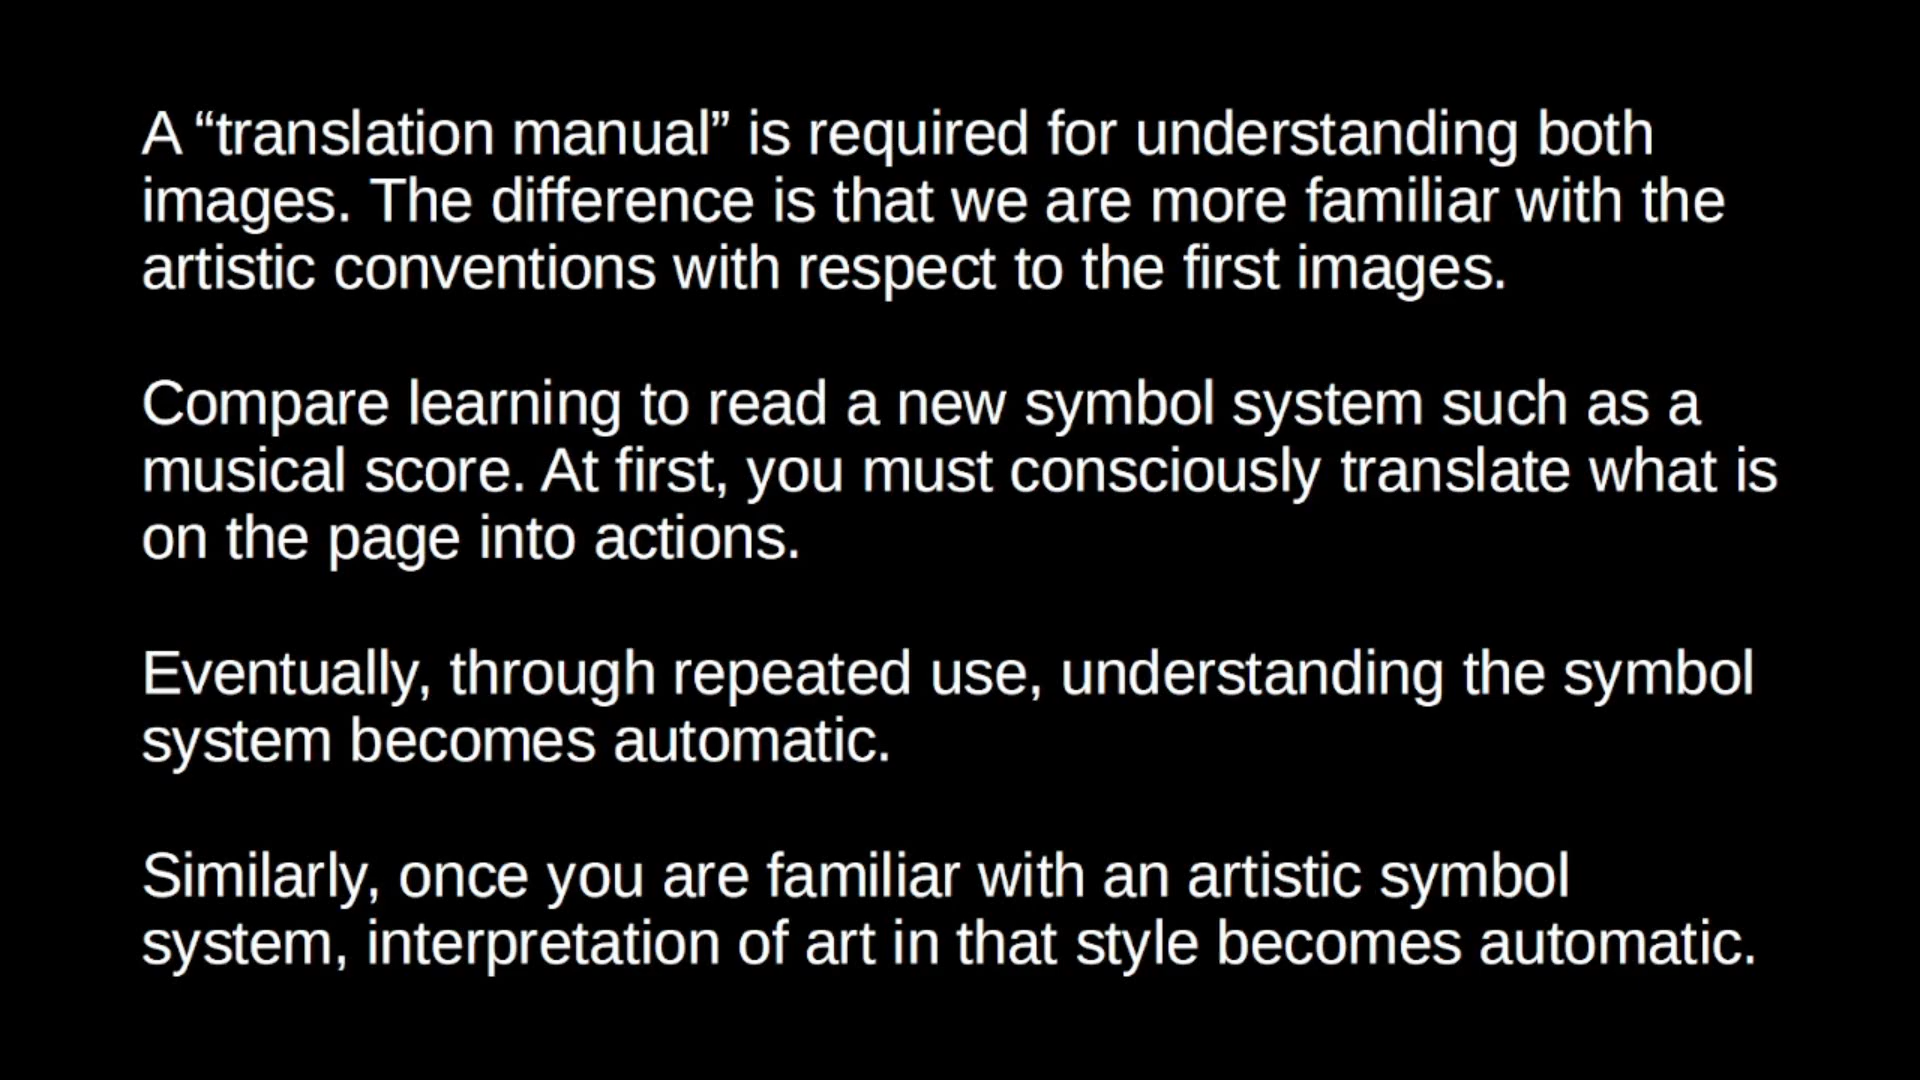 A “translation manual” is required for understanding both
images. The difference is that we are more familiar with the
artistic conventions with respect to the first images.
Compare learning to read a new symbol system such as a
musical score. At first, you must consciously translate what is
on the page into actions.
Eventually, through repeated use, understanding the symbol
system becomes automatic.
Similarly, once you are familiar with an artistic symbol
system, interpretation of art in that style becomes automatic.